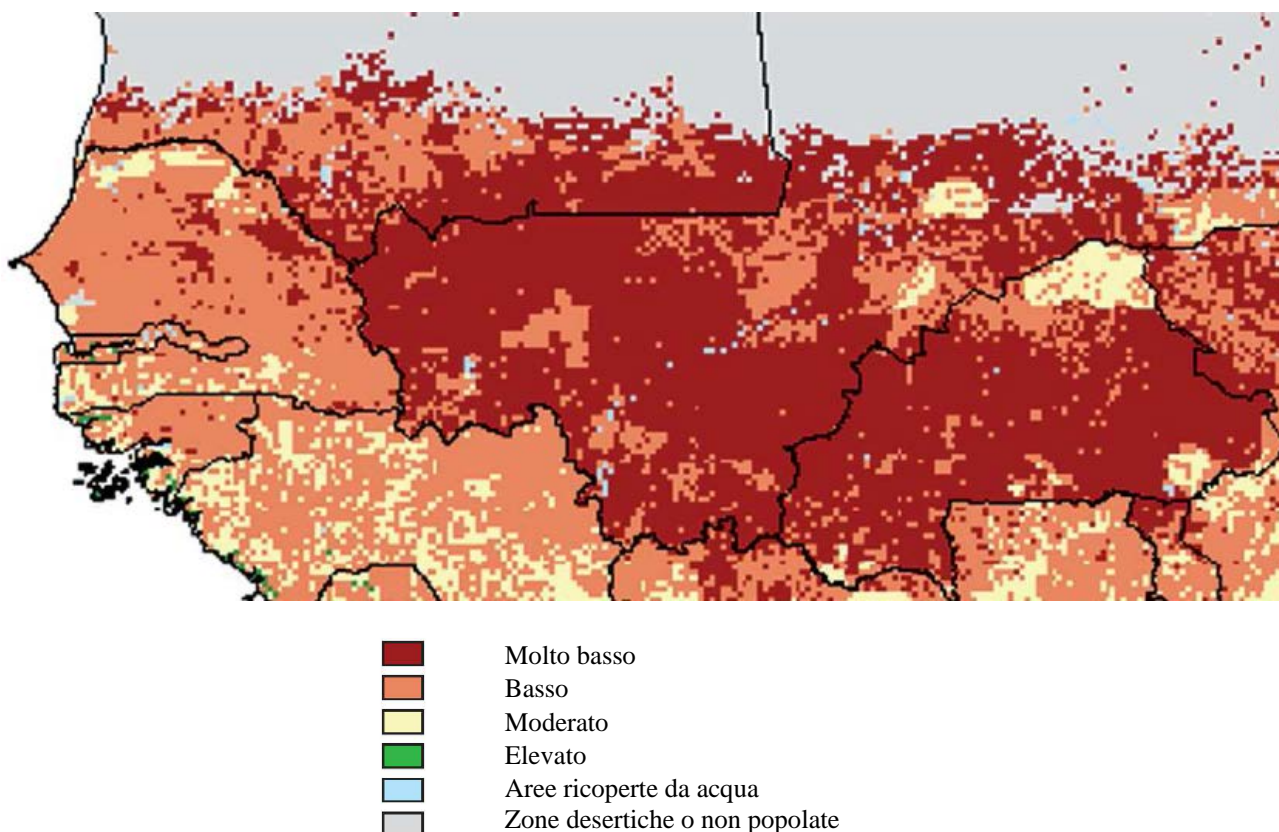 Molto basso
Basso
Moderato
Elevato
Aree ricoperte da acqua
Zone desertiche o non popolate